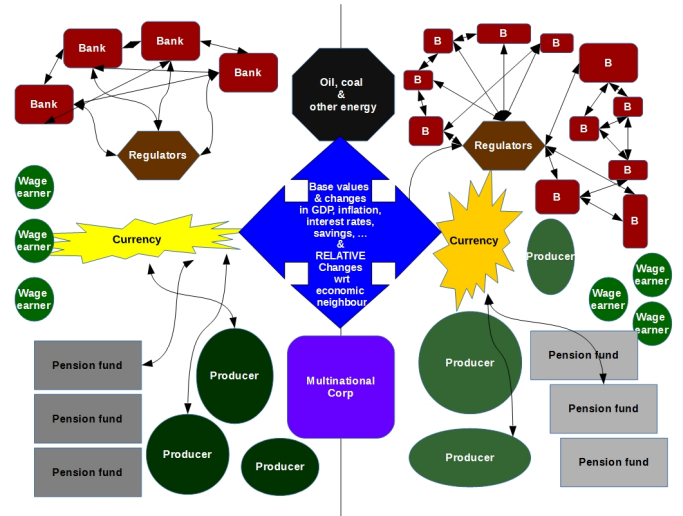 Bank
Bank
Bank
Bank
Regulators
Wage
earner
Wage
earner
Wage
earner
Currency
Pension fund
Pension fund
Pension fund
Producer
Producer
Producer
Oil, coal
&
other energy
Base values
& changes
in GDP, inflation,
interest rates,
savings, ...
&
RELATIVE
Changes
wrt
economic
neighbour
Multinational
Corp
B
B
B
B
B
B
B
B
B
B
B
Regulators
Currency
Producer
Wage
earner
Wage
earner
Wage
earner
Producer
Producer
Pension fund
Pension fund
Pension fund